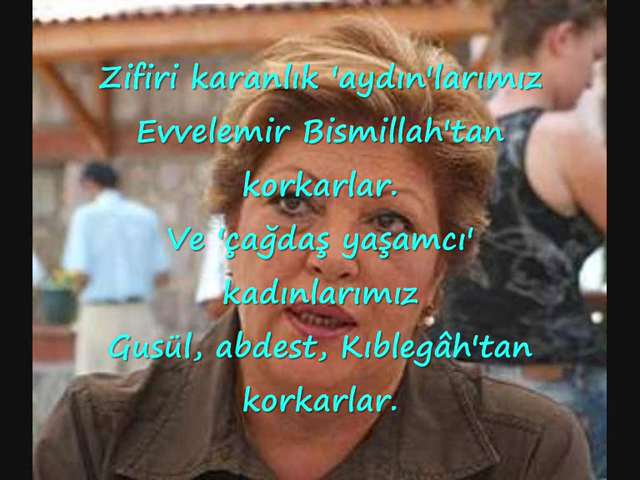 Zifiri karanlık 'aydın'larımız
Evvelemir Bismillah'tan
korkarlar.
Ve 'çağdaş yaşamcı'
kadınlarımız
Gusül, abdest, Kıblegâh'tan
korkarlar.